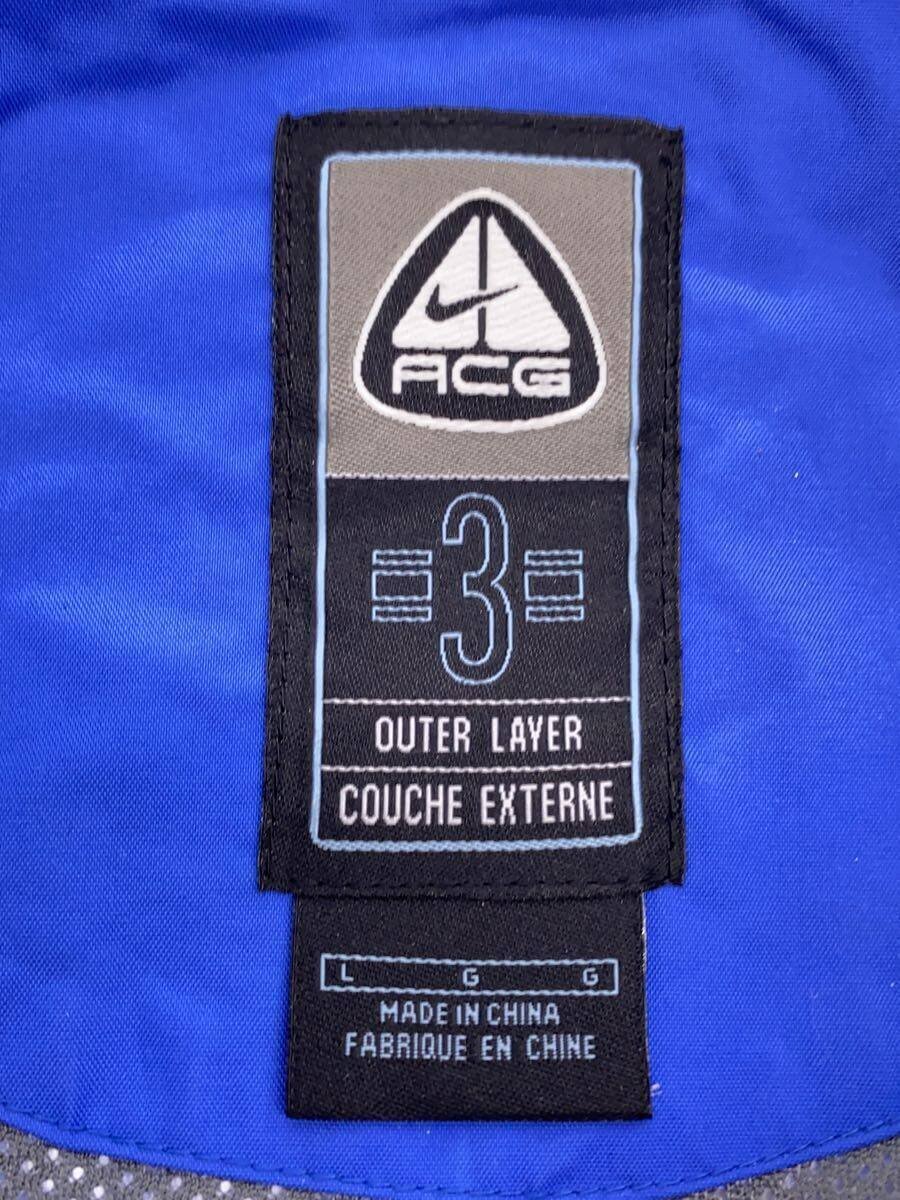 ACG
3
OUTER LAYER
COUCHE EXTERNE
L G G
MADE IN CHINA
FABRIQUE EN CHINE